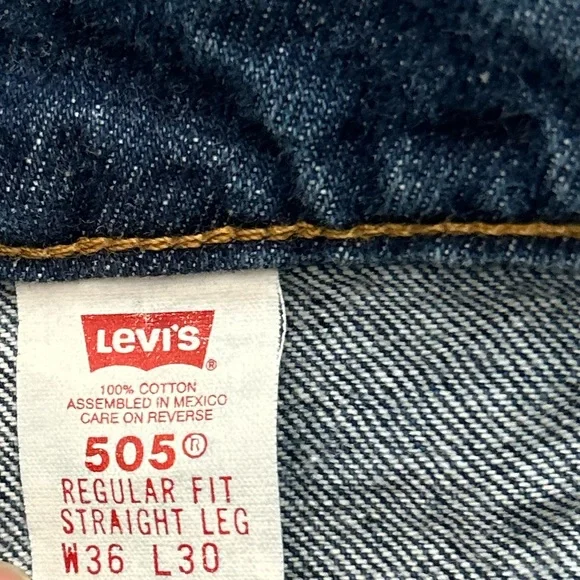 Levi's®
100% COTTON
ASSEMBLED IN MEXICO
CARE ON REVERSE
505®
REGULAR FIT
STRAIGHT LEG
W36 L30